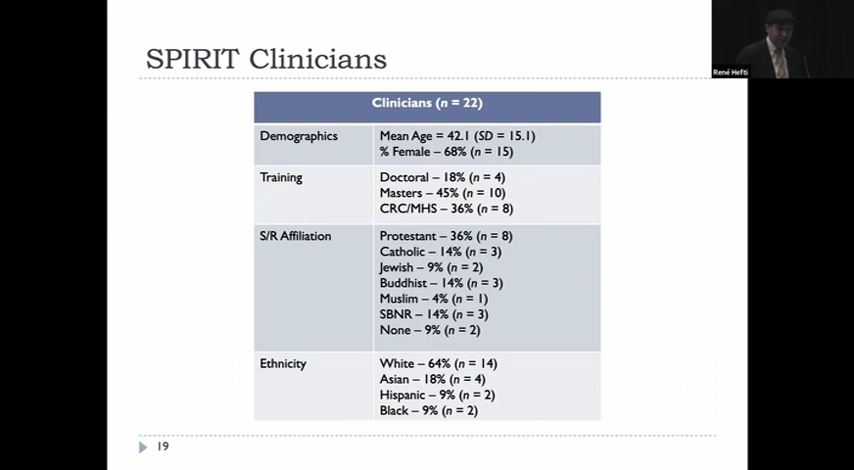 SPIRIT Clinicians
René Hefti
Clinicians (n = 22)
Demographics
Mean Age = 42.1 (SD = 15.1)
% Female – 68% (n = 15)
Training
Doctoral – 18% (n = 4)
Masters – 45% (n = 10)
CRC/MHS – 36% (n = 8)
S/R Affiliation
Protestant – 36% (n = 8)
Catholic – 14% (n = 3)
Jewish – 9% (n = 2)
Buddhist – 14% (n = 3)
Muslim – 4% (n = 1)
SBNR – 14% (n = 3)
None – 9% (n = 2)
Ethnicity
White – 64% (n = 14)
Asian – 18% (n = 4)
Hispanic – 9% (n = 2)
Black – 9% (n = 2)
19